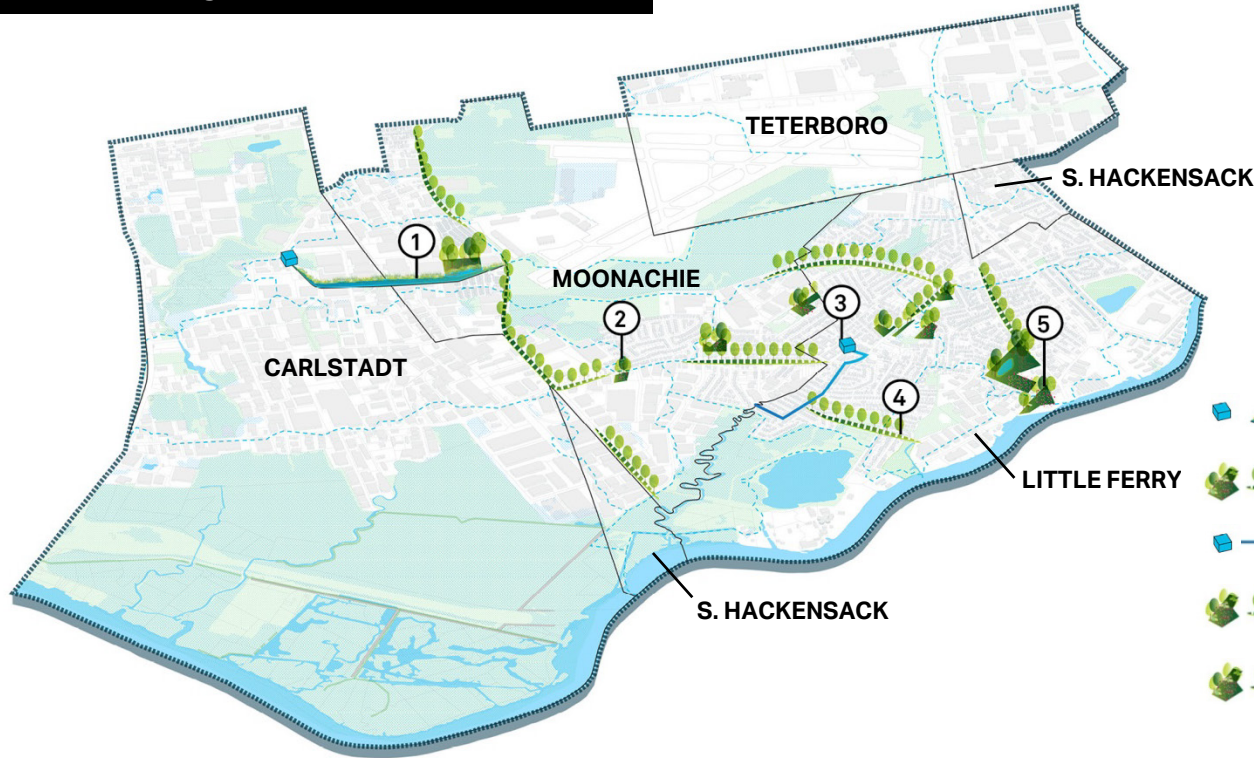 TETERBORO
S. HACKENSACK
1
MOONACHIE
2
3
5
CARLSTADT
4
LITTLE FERRY
S. HACKENSACK